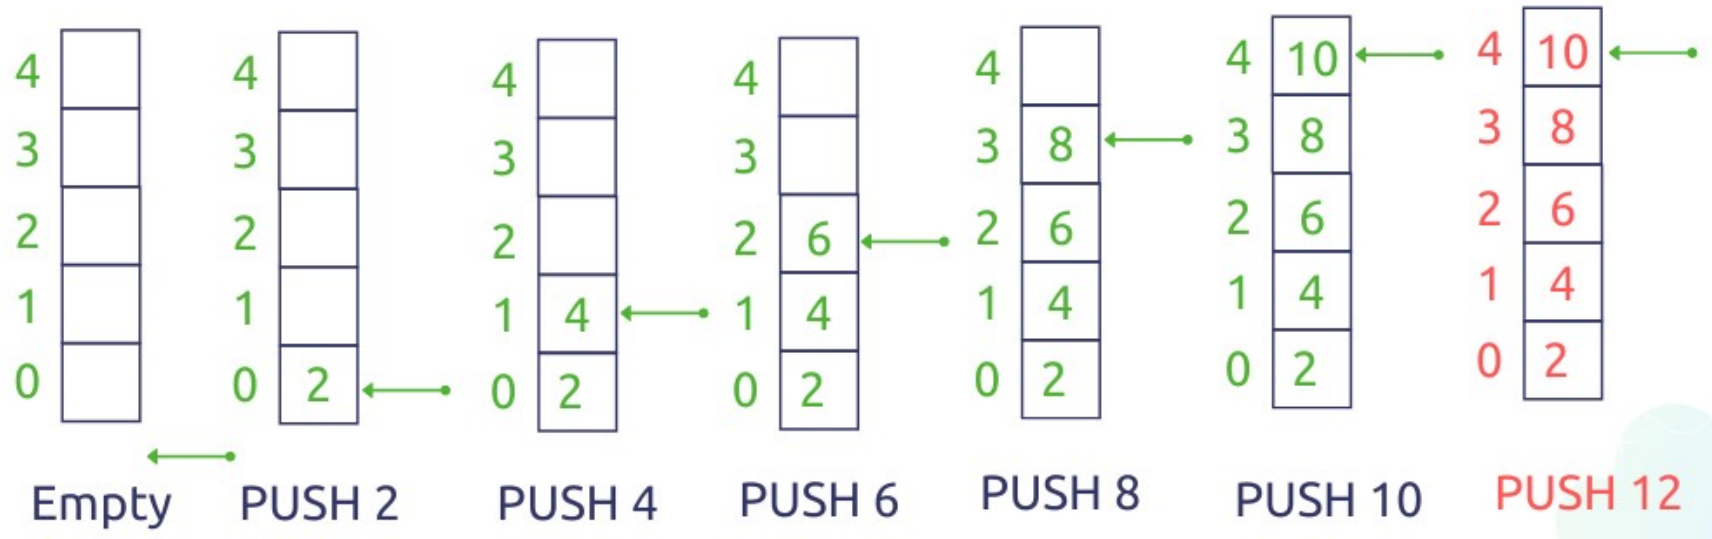 4 4 4 4 4 4 10 4 10
3 3 3 3 3 8 3 8 3 8
2 2 2 2 6 2 6 2 6 2 6
1 1 1 4 1 4 1 4 1 4 1 4
0 0 2 0 2 0 2 0 2 0 2 0 2
Empty PUSH 2 PUSH 4 PUSH 6 PUSH 8 PUSH 10 PUSH 12